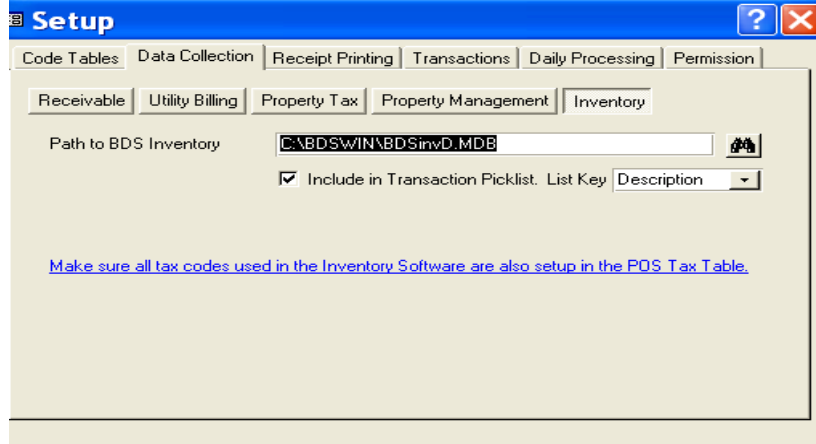 Setup
?
Code Tables Data Collection Receipt Printing Transactions Daily Processing Permission
Receivable Utility Billing Property Tax Property Management Inventory
Path to BDS Inventory C:\BDSWIN\BDSinvD.MDB
Include in Transaction Picklist. List Key Description
Make sure all tax codes used in the Inventory Software are also setup in the POS Tax Table.